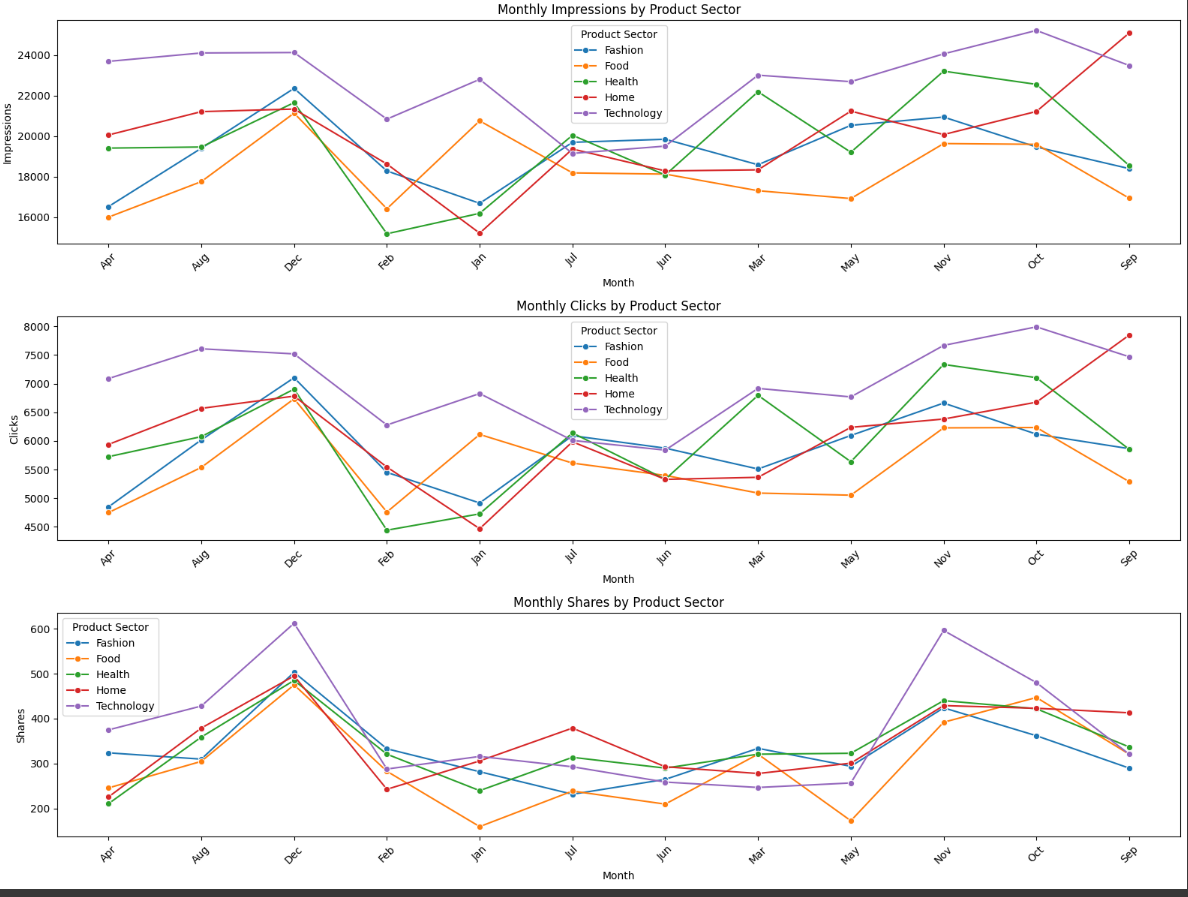 Monthly Impressions by Product Sector
Impressions
24000
22000
20000
18000
16000
Product Sector
Fashion
Food
Health
Home
Technology
Apr Aug Dec Feb Jan Jul Jun Mar May Nov Oct Sep
Month
Monthly Clicks by Product Sector
Clicks
8000
7500
7000
6500
6000
5500
5000
4500
Product Sector
Fashion
Food
Health
Home
Technology
Apr Aug Dec Feb Jan Jul Jun Mar May Nov Oct Sep
Month
Monthly Shares by Product Sector
Shares
600
500
400
300
200
Product Sector
Fashion
Food
Health
Home
Technology
Apr Aug Dec Feb Jan Jul Jun Mar May Nov Oct Sep
Month